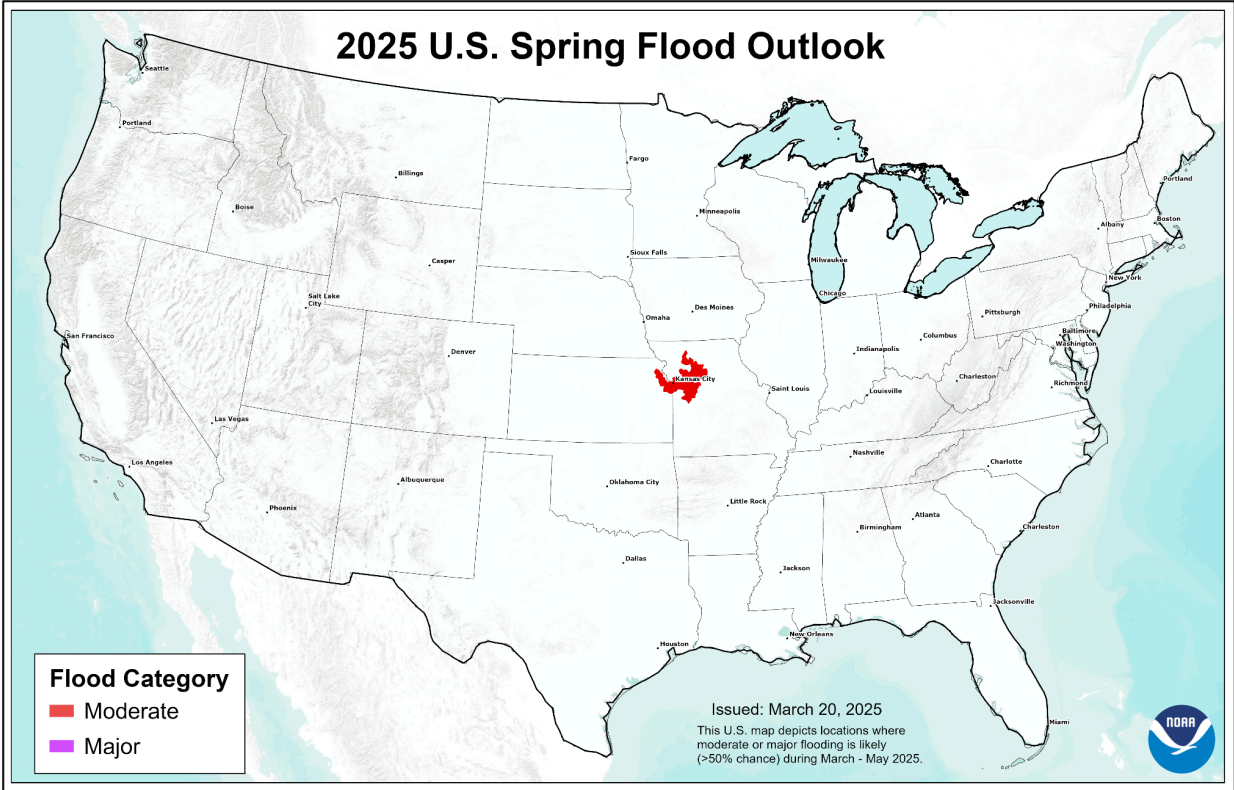 2025 U.S. Spring Flood Outlook
Seattle
Portland
Billings
Fargo
Boise
Minneapolis
Portland
Albany
Boston
Casper
Sioux Falls
Milwaukee
New York
Salt Lake
City
Omaha
Des Moines
Chicago
Pittsburgh
Philadelphia
San Francisco
Denver
Indianapolis
Columbus
Baltimore
Washington
Kansas City
Saint Louis
Louisville
Charleston
Richmond
Las Vegas
Los Angeles
Albuquerque
Oklahoma City
Nashville
Charlotte
Phoenix
Little Rock
Birmingham
Atlanta
Charleston
Dallas
Jackson
Jacksonville
Houston
New Orleans
Miami
Flood Category
Moderate
Major
Issued: March 20, 2025
This U.S. map depicts locations where
moderate or major flooding is likely
(>50% chance) during March - May 2025.
NOAA